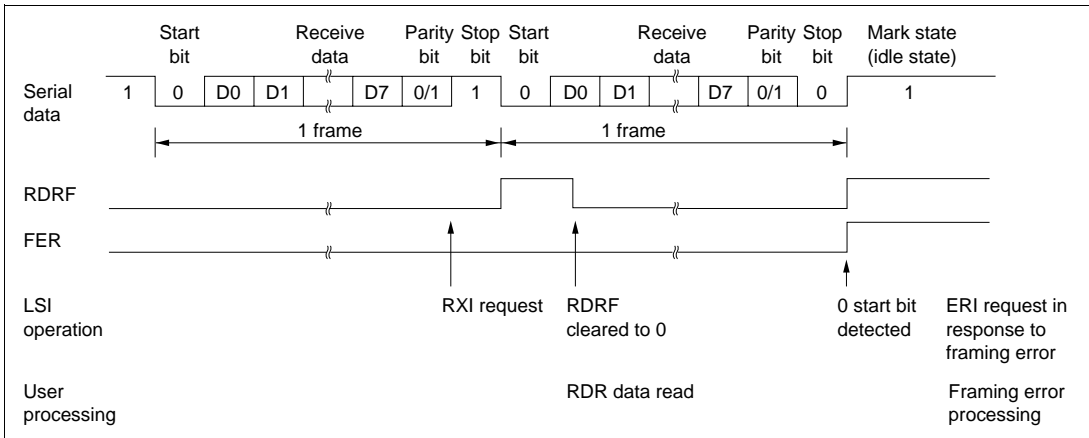 Start bit
Receive data
Parity bit
Stop bit
Start bit
Receive data
Parity bit
Stop bit
Mark state (idle state)
Serial data
1 0 D0 D1 D7 0/1 1 0 D0 D1 D7 0/1 0 1
1 frame
1 frame
RDRF
FER
LSI operation
RXI request
RDRF cleared to 0
0 start bit detected
ERI request in response to framing error
User processing
RDR data read
Framing error processing